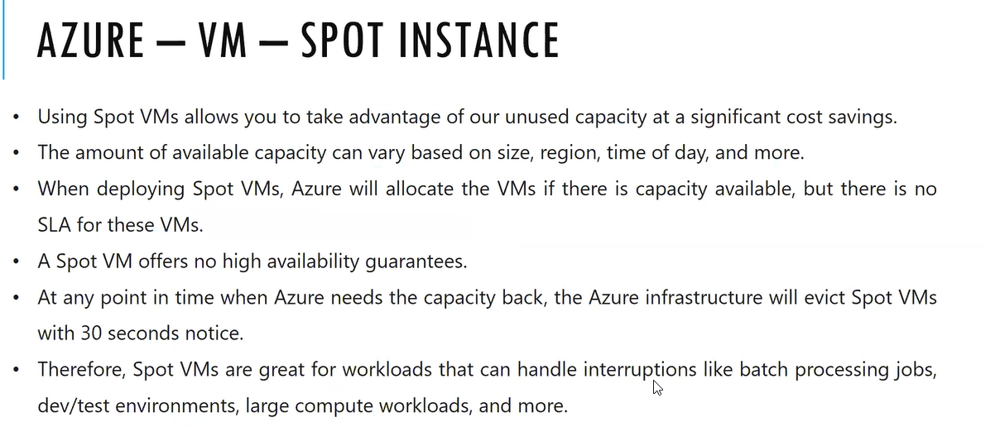 AZURE – VM – SPOT INSTANCE
• Using Spot VMs allows you to take advantage of our unused capacity at a significant cost savings.
• The amount of available capacity can vary based on size, region, time of day, and more.
• When deploying Spot VMs, Azure will allocate the VMs if there is capacity available, but there is no
SLA for these VMs.
• A Spot VM offers no high availability guarantees.
• At any point in time when Azure needs the capacity back, the Azure infrastructure will evict Spot VMs
with 30 seconds notice.
• Therefore, Spot VMs are great for workloads that can handle interruptions like batch processing jobs,
dev/test environments, large compute workloads, and more.